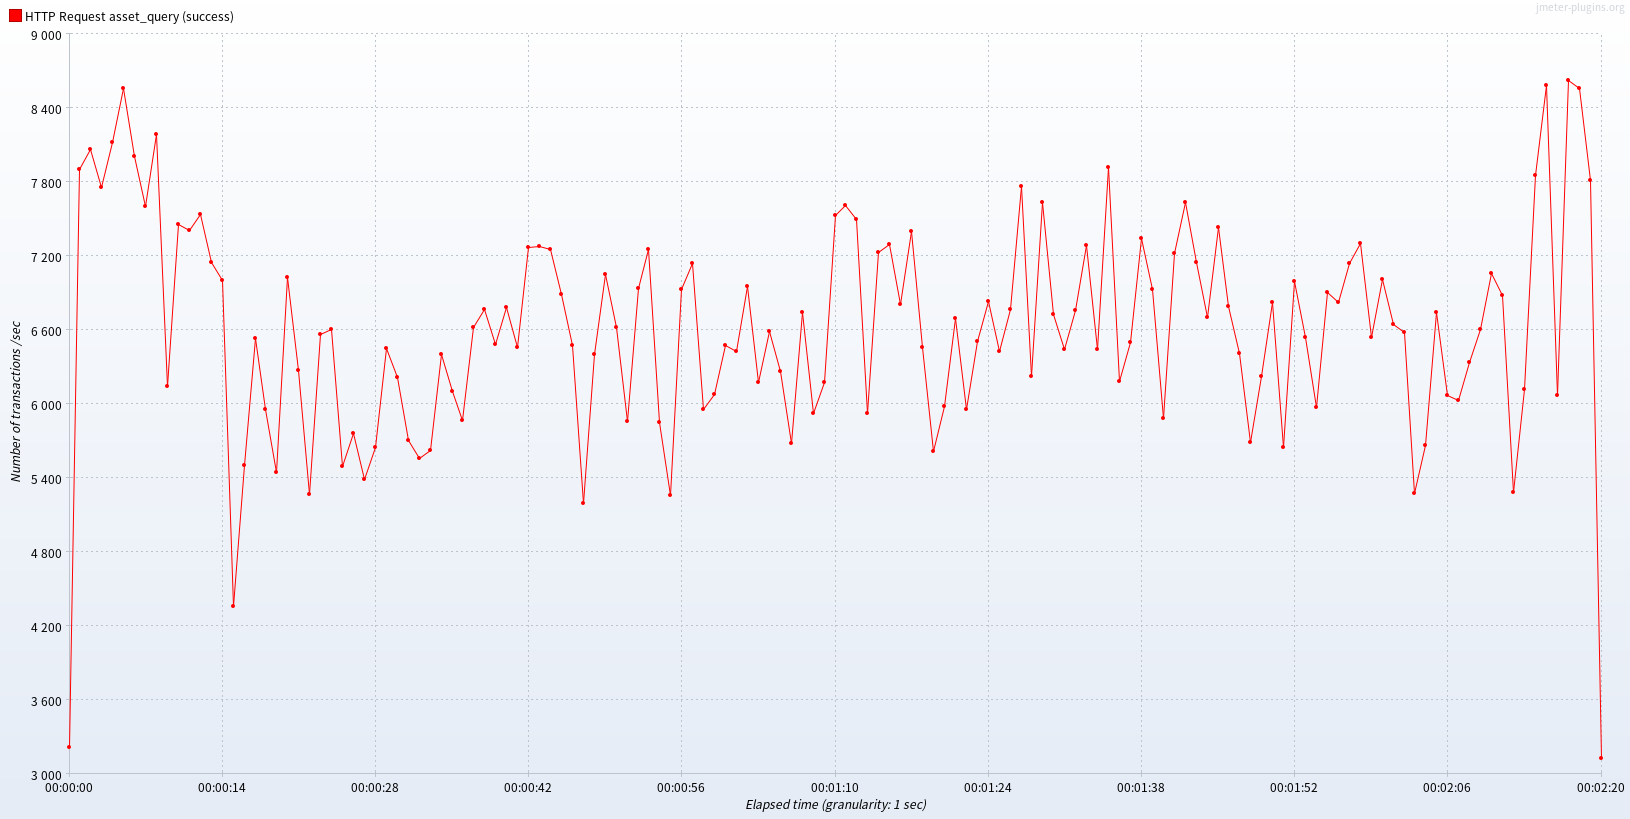 HTTP Request asset_query (success)
jmeter-plugins.org
9 000
8 400
7 800
7 200
6 600
6 000
5 400
4 800
4 200
3 600
3 000
Number of transactions /sec
00:00:00 00:00:14 00:00:28 00:00:42 00:00:56 00:01:10 00:01:24 00:01:38 00:01:52 00:02:06 00:02:20
Elapsed time (granularity: 1 sec)